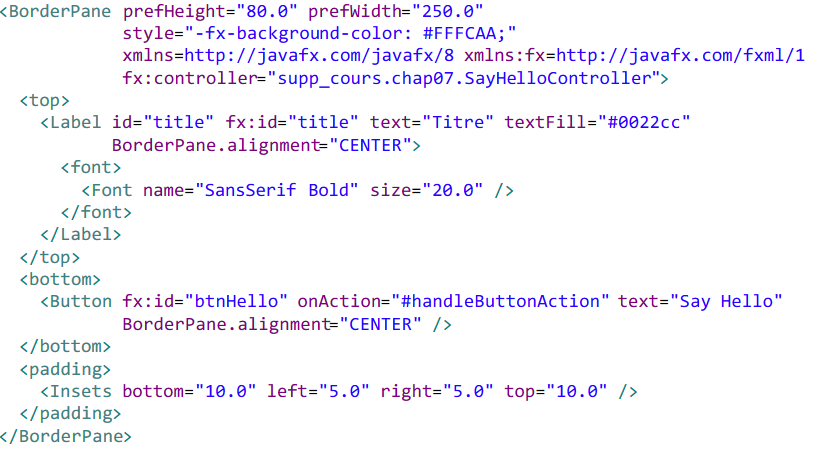 <BorderPane prefHeight="80.0" prefWidth="250.0"
style="-fx-background-color: #FFFCAA;"
xmlns=http://javafx.com/javafx/8 xmlns:fx=http://javafx.com/fxml/1
fx:controller="supp_cours.chap07.SayHelloController">
<top>
<Label id="title" fx:id="title" text="Titre" textFill="#0022cc"
BorderPane.alignment="CENTER">
<font>
<Font name="SansSerif Bold" size="20.0" />
</font>
</Label>
</top>
<bottom>
<Button fx:id="btnHello" onAction="#handleButtonAction" text="Say Hello"
BorderPane.alignment="CENTER" />
</bottom>
<padding>
<Insets bottom="10.0" left="5.0" right="5.0" top="10.0" />
</padding>
</BorderPane>